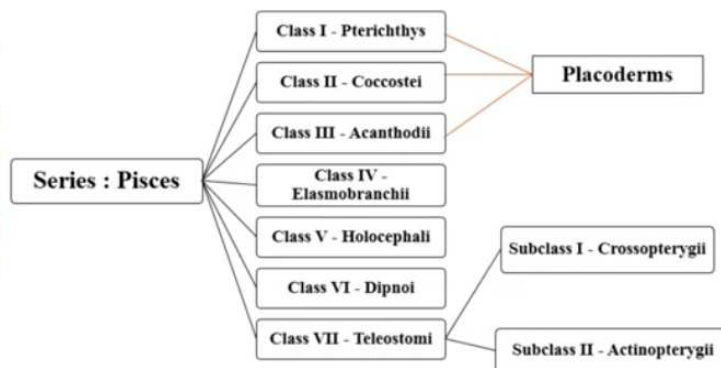 Series : Pisces
Class I - Pterichthys
Class II - Coccostei
Class III - Acanthodii
Class IV -
Elasmobranchii
Class V - Holocephali
Class VI - Dipnoi
Class VII - Teleostomi
Placoderms
Subclass I - Crossopterygii
Subclass II - Actinopterygii